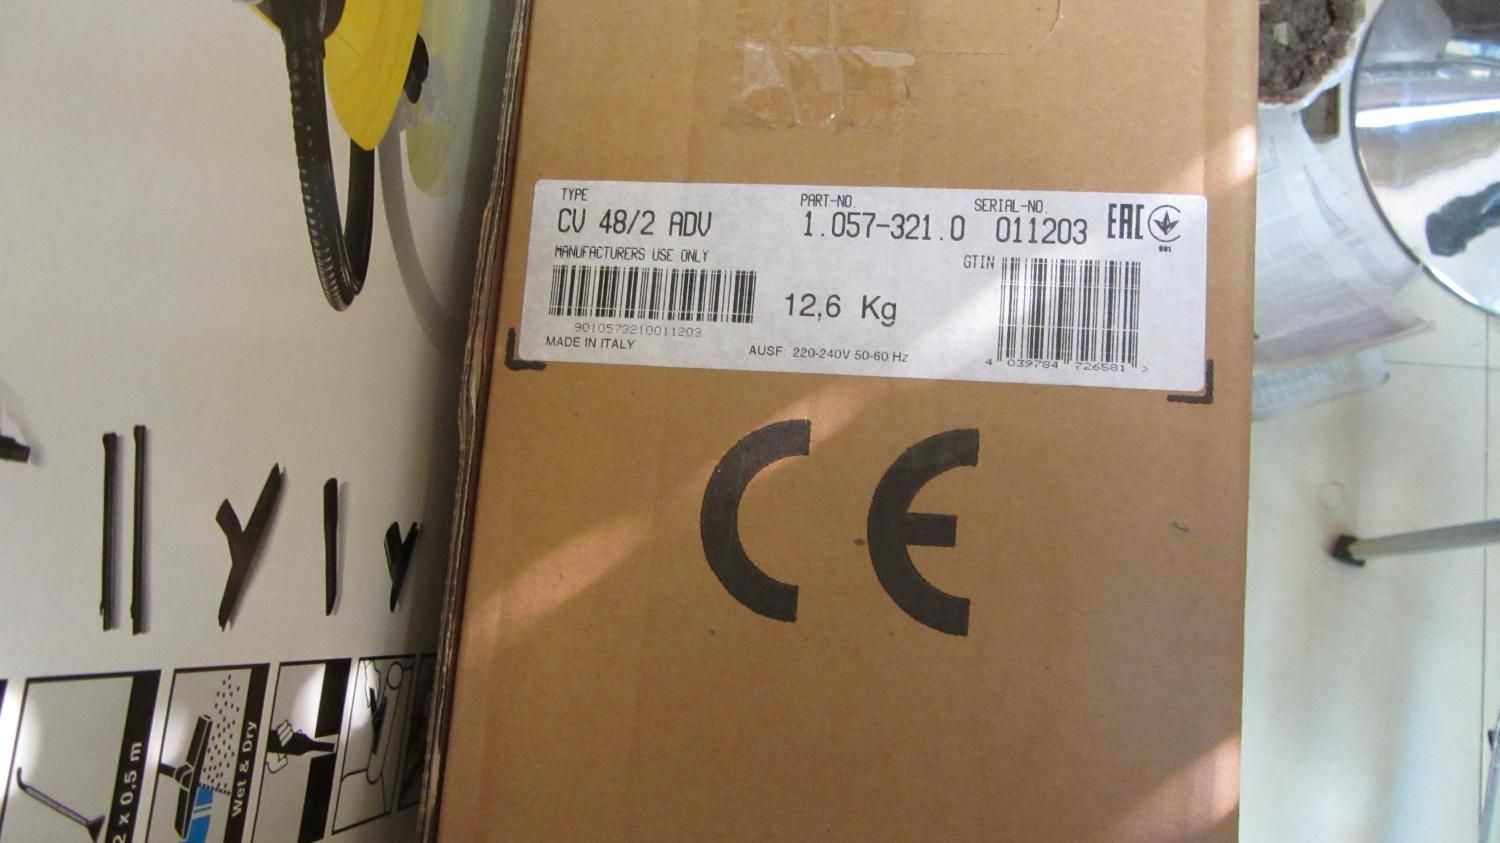 TYPE
CV 48/2 ADV
PART-NO.
1.057-321.0
SERIAL-NO.
011203
EAC
001
MANUFACTURERS USE ONLY
9010573210011203
MADE IN ITALY
12,6 Kg
AUSF: 220-240V 50-60 Hz
GTIN
4 039784 726581 >
CE
2 x 0,5 m
Wet & Dry